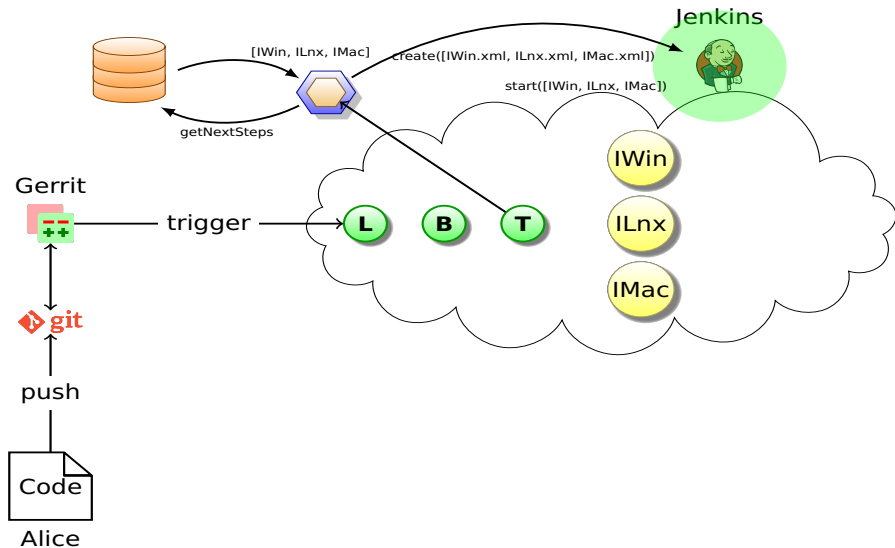 Jenkins
[IWin, ILnx, IMac]
create([IWin.xml, ILnx.xml, IMac.xml])
start([IWin, ILnx, IMac])
getNextSteps
IWin
Gerrit
trigger
L
B
T
ILnx
IMac
git
push
Code
Alice